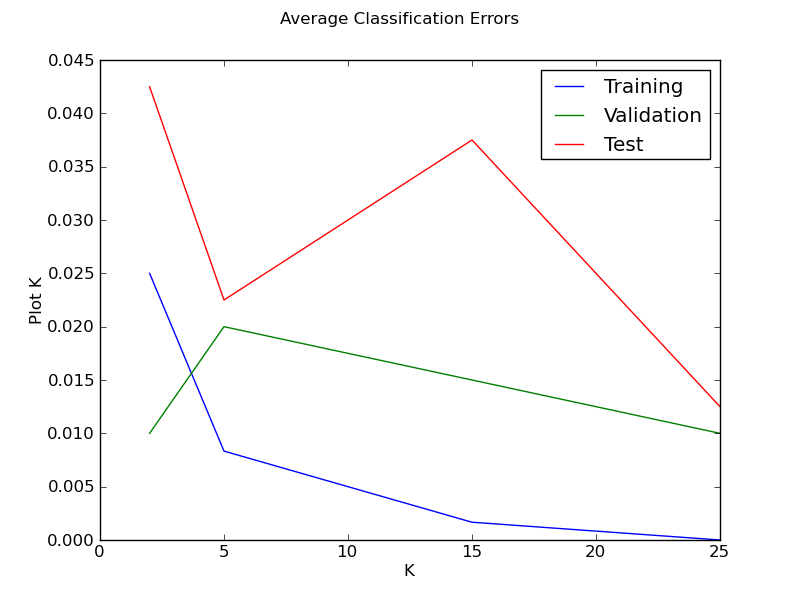 Average Classification Errors
0.045
0.040
0.035
0.030
0.025
0.020
0.015
0.010
0.005
0.000
Plot K
Training
Validation
Test
0 5 10 15 20 25
K